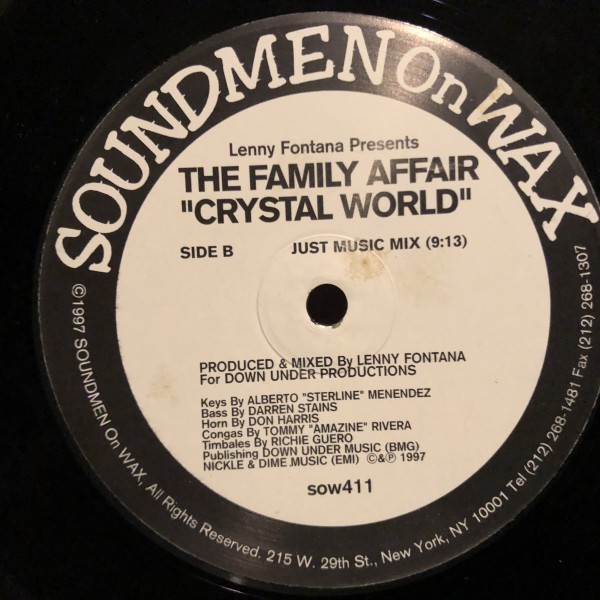 SOUNDMEN On WAX
Lenny Fontana Presents
THE FAMILY AFFAIR
"CRYSTAL WORLD"
SIDE B JUST MUSIC MIX (9:13)
PRODUCED & MIXED By LENNY FONTANA
For DOWN UNDER PRODUCTIONS
Keys By ALBERTO "STERLINE" MENENDEZ
Bass By DARREN STAINS
Horn By DON HARRIS
Congas By TOMMY "AMAZINE" RIVERA
Timbales By RICHIE GUERO
Publishing DOWN UNDER MUSIC (BMG)
NICKLE & DIME MUSIC (EMI) ©&℗ 1997
sow411
©1997 SOUNDMEN On WAX, All Rights Reserved. 215 W. 29th St., New York, NY 10001 Tel (212) 268-1481 Fax (212) 268-1307